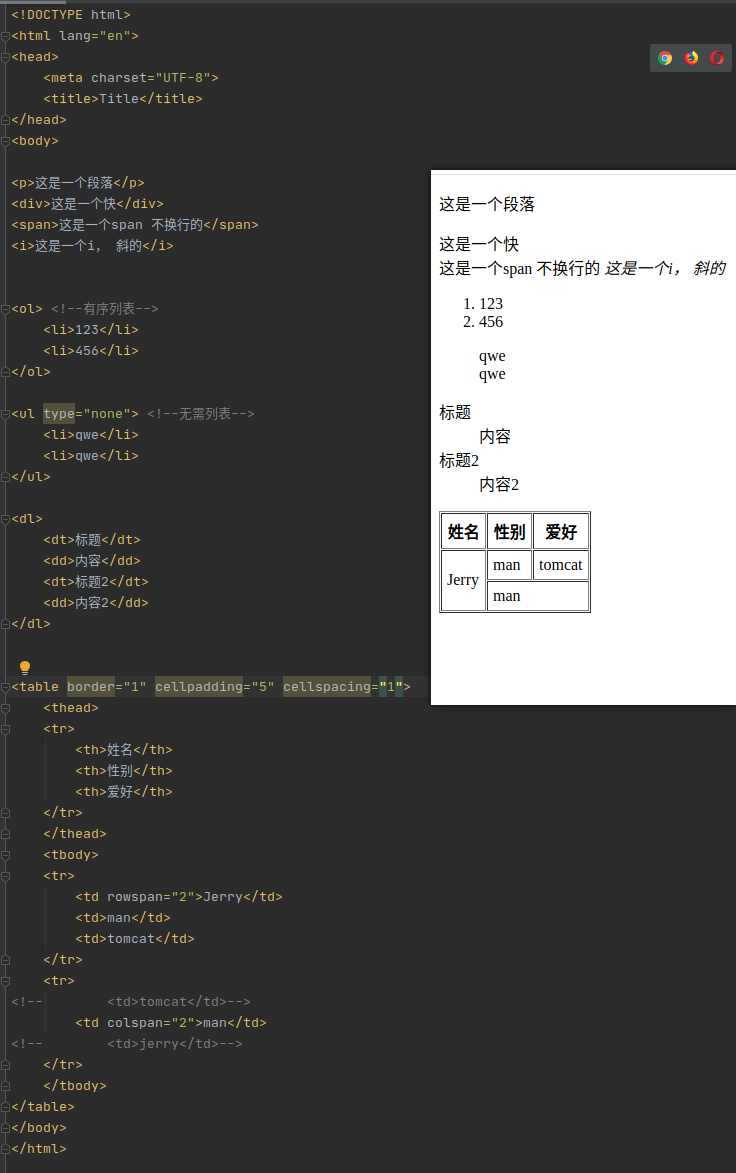 <!DOCTYPE html>
<html lang="en">
<head>
    <meta charset="UTF-8">
    <title>Title</title>
</head>
<body>
<p>这是一个段落</p>
<div>这是一个快</div>
<span>这是一个span 不换行的</span>
<i>这是一个i， 斜的</i>
<ol> <!--有序列表-->
    <li>123</li>
    <li>456</li>
</ol>
<ul type="none"> <!--无需列表-->
    <li>qwe</li>
    <li>qwe</li>
</ul>
<dl>
    <dt>标题</dt>
    <dd>内容</dd>
    <dt>标题2</dt>
    <dd>内容2</dd>
</dl>
<table border="1" cellpadding="5" cellspacing="1">
    <thead>
    <tr>
        <th>姓名</th>
        <th>性别</th>
        <th>爱好</th>
    </tr>
    </thead>
    <tbody>
    <tr>
        <td rowspan="2">Jerry</td>
        <td>man</td>
        <td>tomcat</td>
    </tr>
    <tr>
<!--        <td>tomcat</td>-->
        <td colspan="2">man</td>
<!--        <td>jerry</td>-->
    </tr>
    </tbody>
</table>
</body>
</html>
这是一个段落
这是一个快
这是一个span 不换行的 这是一个i， 斜的
1. 123
2. 456
qwe
qwe
标题
内容
标题2
内容2
姓名 性别 爱好
Jerry man tomcat
man